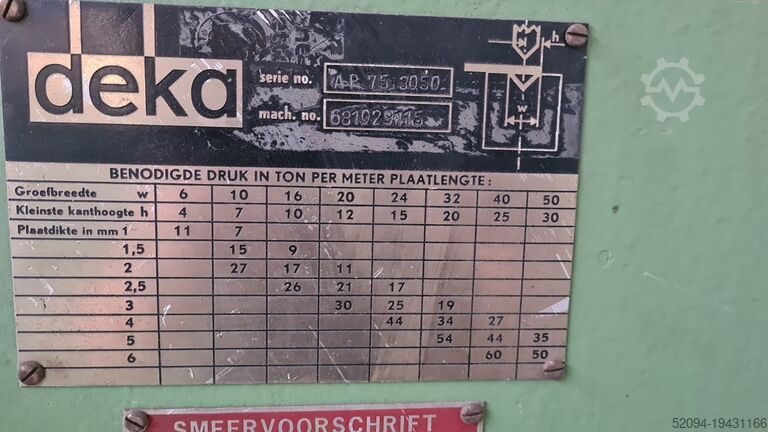 deka
serie no. A.P. 75.3050.
mach. no. 681029115
h
w
BENODIGDE DRUK IN TON PER METER PLAATLENGTE:
Groefbreedte w 6 10 16 20 24 32 40 50
Kleinste kanthoogte h 4 7 10 12 15 20 25 30
Plaatdikte in mm 1 11 7
1,5 15 9
2 27 17 11
2,5 26 21 17
3 30 25 19
4 44 34 27
5 54 44 35
6 60 50
SMEERVOORSCHRIFT
52094-19431166